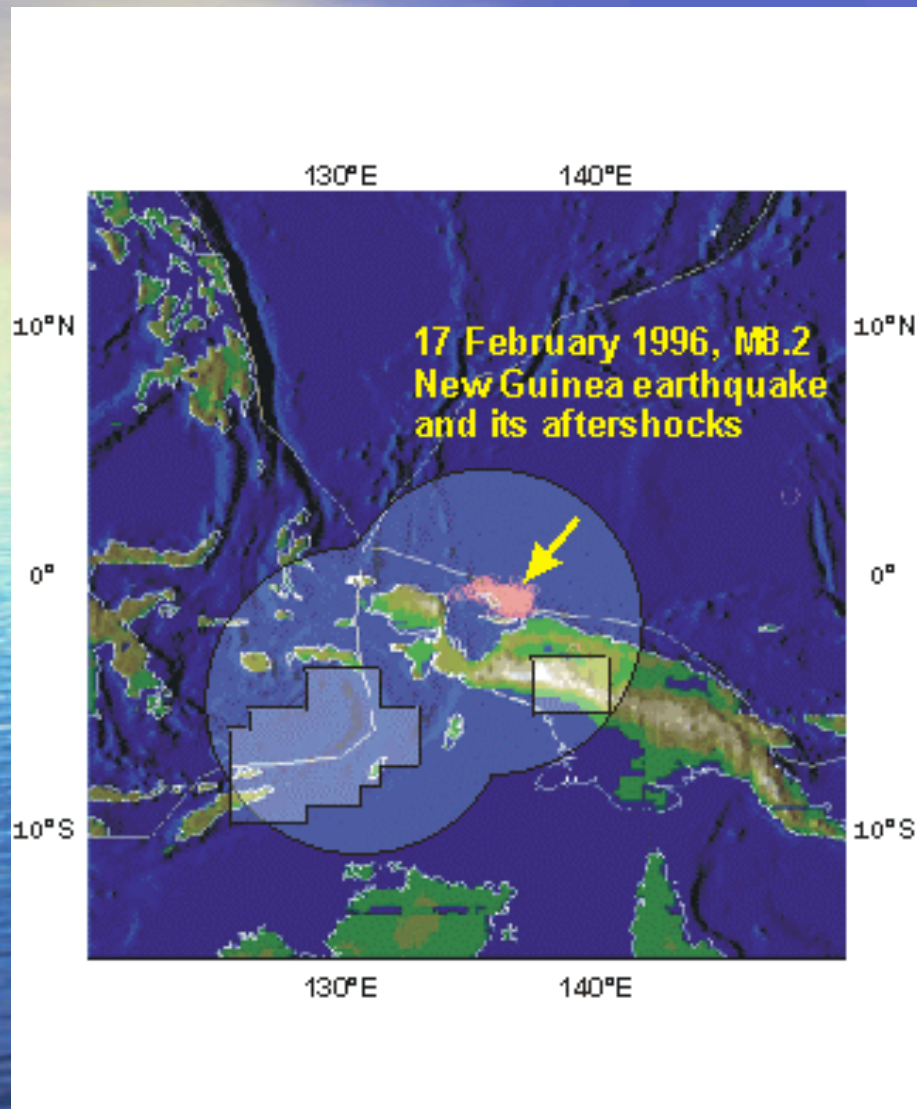 130°E 140°E
10°N 10°N
17 February 1996, M8.2
New Guinea earthquake
and its aftershocks
0° 0°
10°S 10°S
130°E 140°E